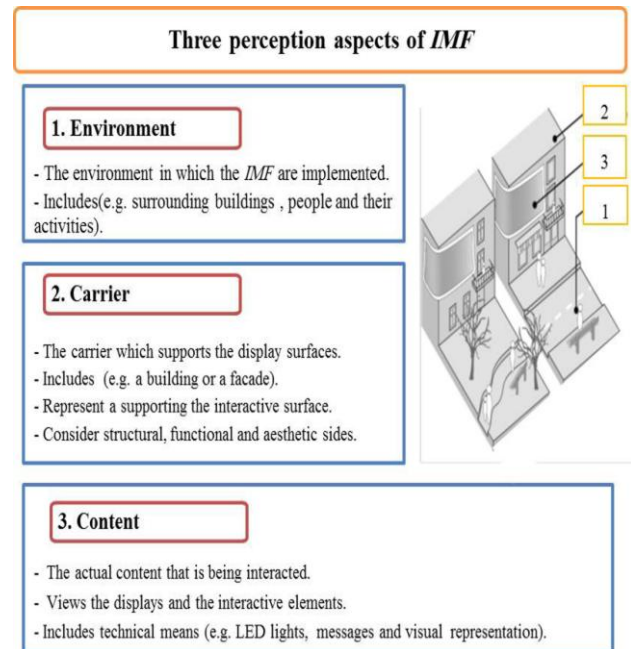 Three perception aspects of IMF
1. Environment
- The environment in which the IMF are implemented.
- Includes(e.g. surrounding buildings , people and their
activities).
2
3
1
2. Carrier
- The carrier which supports the display surfaces.
- Includes (e.g. a building or a facade).
- Represent a supporting the interactive surface.
- Consider structural, functional and aesthetic sides.
3. Content
- The actual content that is being interacted.
- Views the displays and the interactive elements.
- Includes technical means (e.g. LED lights, messages and visual representation).